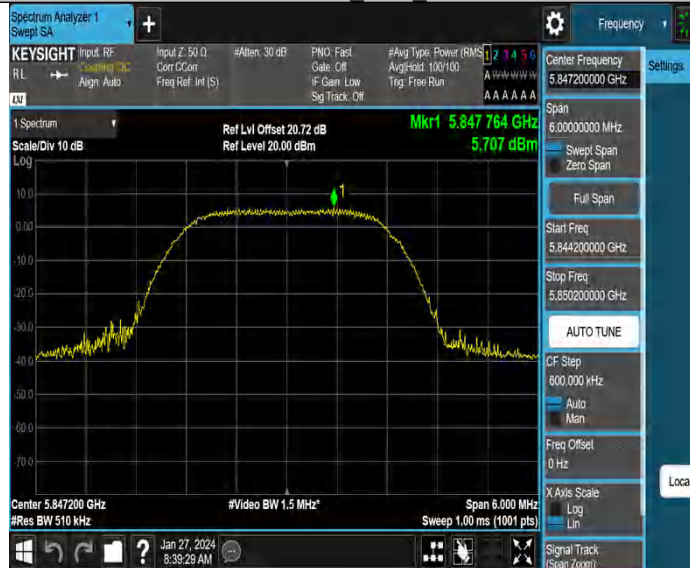 Spectrum Analyzer 1
Swept SA
Frequency
KEYSIGHT
RL
LXI
Input: RF
Coupling: DC
Align: Auto
Input Z: 50 Ω
Corr CCorr
Freq Ref: Int (S)
#Atten: 30 dB
PNO: Fast
Gate: Off
IF Gain: Low
Sig Track: Off
#Avg Type: Power (RMS
Avg|Hold: 100/100
Trig: Free Run
1 2 3 4 5 6
A W W W W W
A A A A A A
1 Spectrum
Scale/Div 10 dB
Log
Ref Lvl Offset 20.72 dB
Ref Level 20.00 dBm
Mkr1 5.847 764 GHz
5.707 dBm
1
10.0
0.00
-10.0
-20.0
-30.0
-40.0
-50.0
-60.0
-70.0
Center 5.847200 GHz
#Res BW 510 kHz
#Video BW 1.5 MHz*
Span 6.000 MHz
Sweep 1.00 ms (1001 pts)
Jan 27, 2024
8:39:29 AM
?
Center Frequency
5.847200000 GHz
Settings
Span
6.00000000 MHz
Swept Span
Zero Span
Full Span
Start Freq
5.844200000 GHz
Stop Freq
5.850200000 GHz
AUTO TUNE
CF Step
600.000 kHz
Auto
Man
Freq Offset
0 Hz
X Axis Scale
Log
Lin
Loca
Signal Track
(Span Zoom)